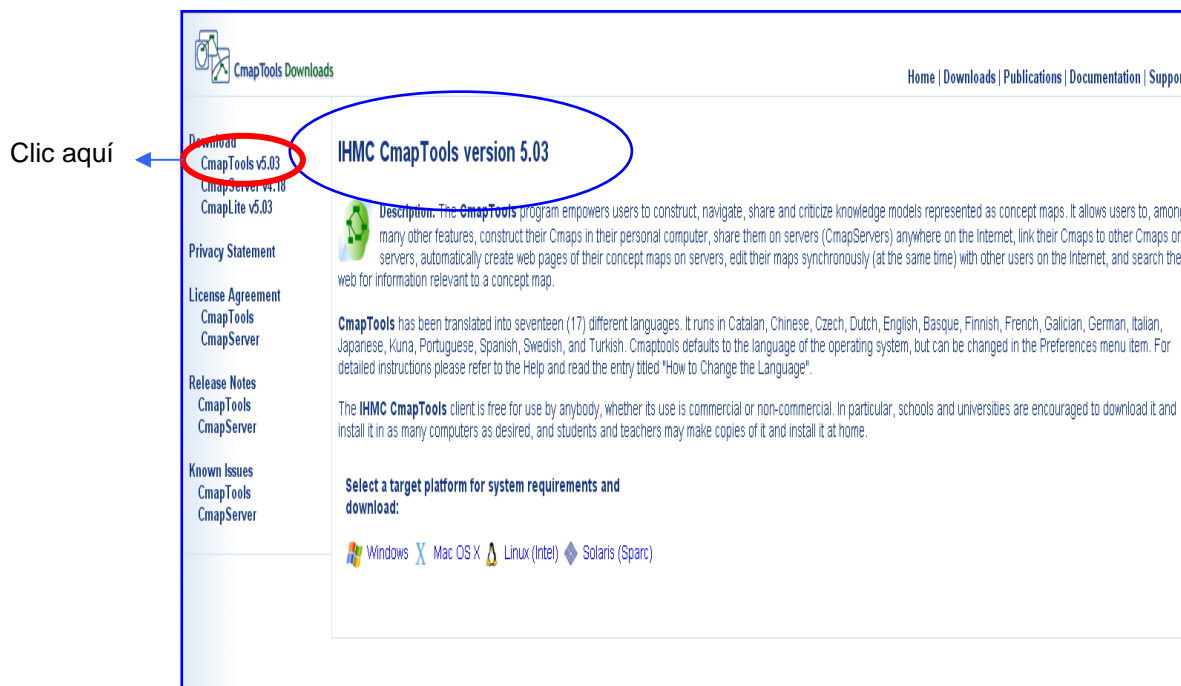 CmapTools Downloads
Home | Downloads | Publications | Documentation | Suppor
Clic aquí
Download
CmapTools v5.03
CmapServer v4.18
CmapLite v5.03
Privacy Statement
License Agreement
CmapTools
CmapServer
Release Notes
CmapTools
CmapServer
Known Issues
CmapTools
CmapServer
IHMC CmapTools version 5.03
Description. The CmapTools program empowers users to construct, navigate, share and criticize knowledge models represented as concept maps. It allows users to, among
many other features, construct their Cmaps in their personal computer, share them on servers (CmapServers) anywhere on the Internet, link their Cmaps to other Cmaps on
servers, automatically create web pages of their concept maps on servers, edit their maps synchronously (at the same time) with other users on the Internet, and search the
web for information relevant to a concept map.
CmapTools has been translated into seventeen (17) different languages. It runs in Catalan, Chinese, Czech, Dutch, English, Basque, Finnish, French, Galician, German, Italian,
Japanese, Kuna, Portuguese, Spanish, Swedish, and Turkish. Cmaptools defaults to the language of the operating system, but can be changed in the Preferences menu item. For
detailed instructions please refer to the Help and read the entry titled "How to Change the Language".
The IHMC CmapTools client is free for use by anybody, whether its use is commercial or non-commercial. In particular, schools and universities are encouraged to download it and
install it in as many computers as desired, and students and teachers may make copies of it and install it at home.
Select a target platform for system requirements and
download:
Windows Mac OS X Linux (Intel) Solaris (Sparc)